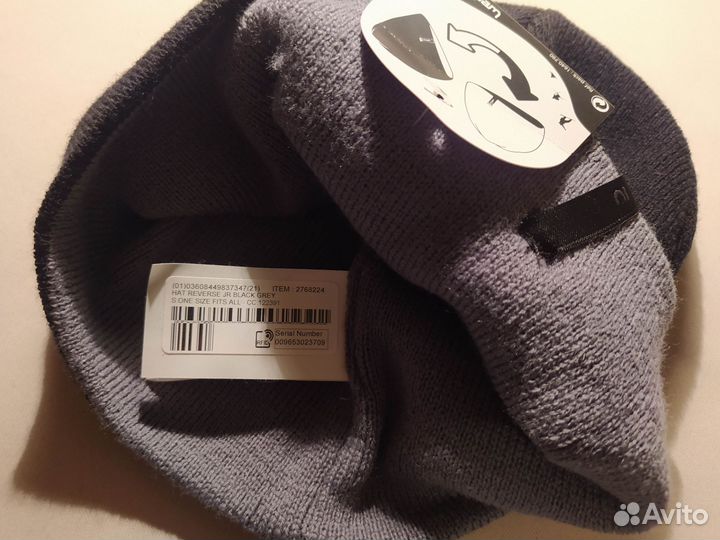 (01)03608449837347(21) ITEM : 2768224
HAT REVERSE JR BLACK GREY
S ONE SIZE FITS ALL CC 122391
RFID
Serial Number
009653023709
Avito